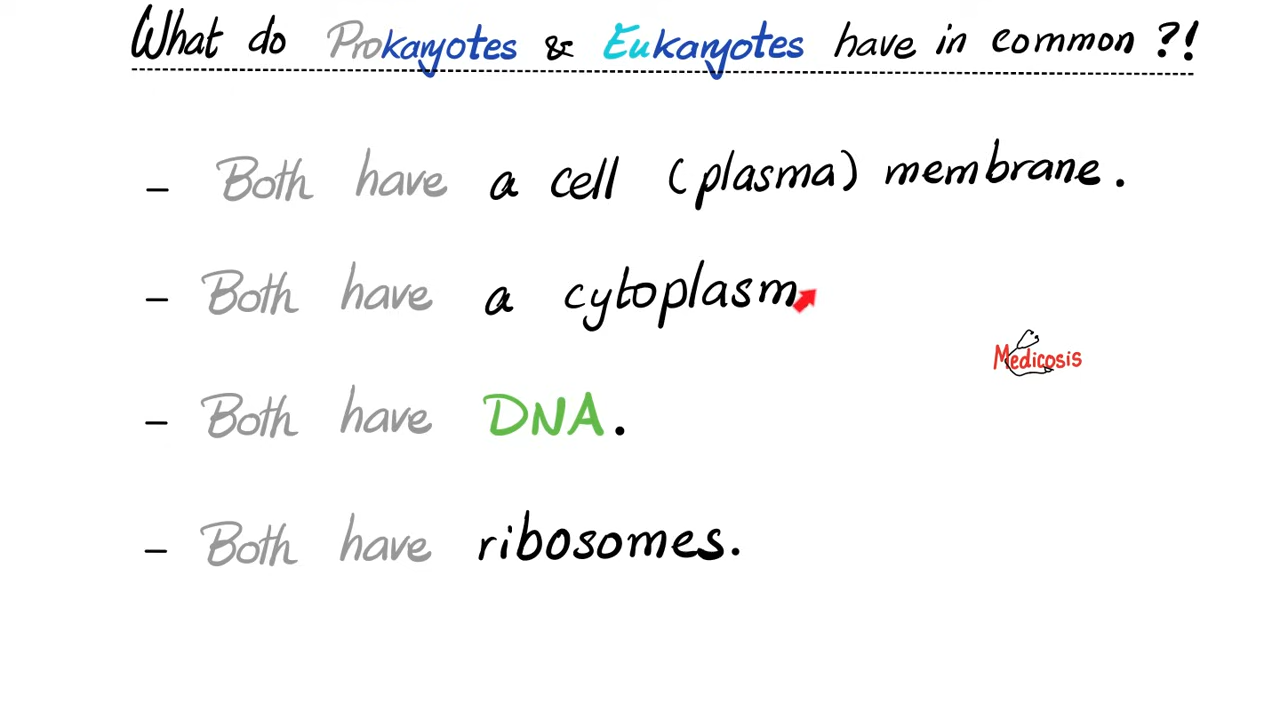 What do Prokaryotes & Eukaryotes have in common ?!
- Both have a cell (plasma) membrane.
- Both have a cytoplasm
Medicosis
- Both have DNA.
- Both have ribosomes.